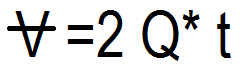 V̶ =2 Q* t